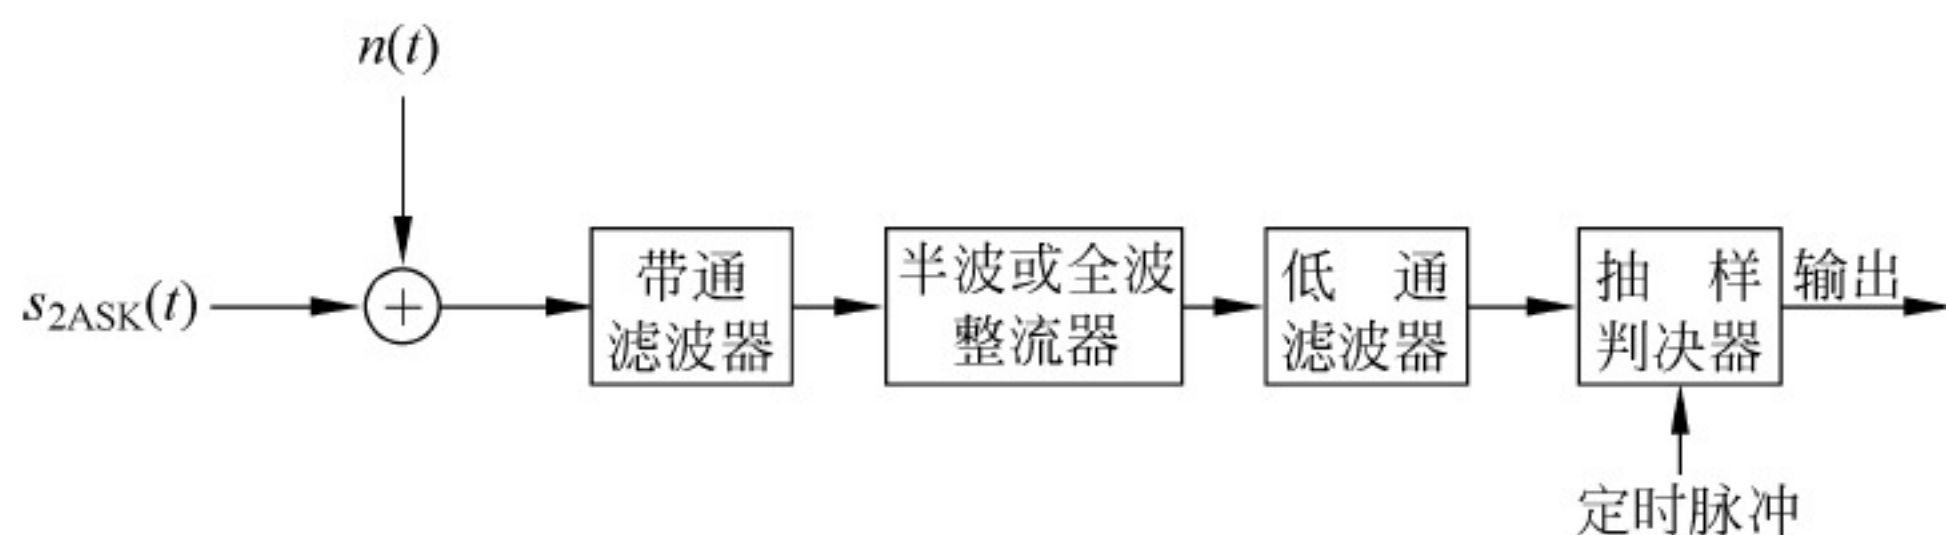 n(t)
s2ASK(t)
+
带通
滤波器
半波或全波
整流器
低 通
滤波器
抽 样
判决器
输出
定时脉冲